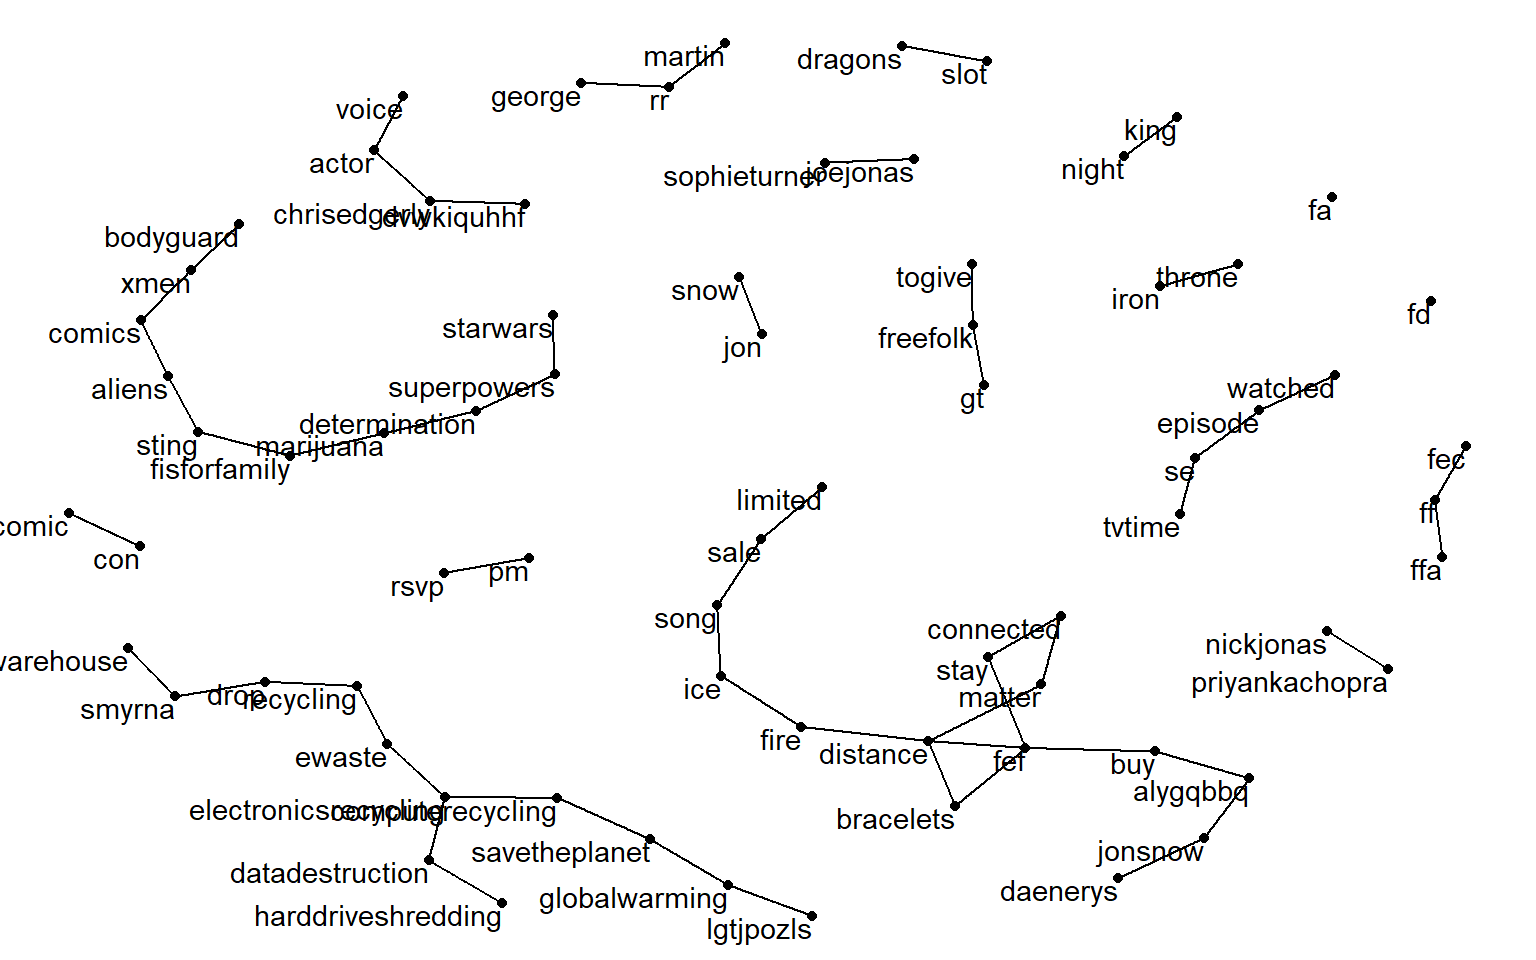 martin
dragons
slot
george
rr
voice
king
actor
night
sophieturner
joejonas
fa
chrisedgerly
dvwkiquhhf
bodyguard
xmen
snow
togive
throne
iron
fd
comics
starwars
jon
freefolk
aliens
superpowers
gt
watched
determination
episode
sting
marijuana
fisforfamily
se
fec
limited
ff
comic
tvtime
con
sale
rsvp
pm
ffa
song
connected
nickjonas
warehouse
stay
priyankachopra
smyrna
drop
recycling
ice
matter
ewaste
fire
distance
fef
buy
alygqbbq
electronicsrecycling
computerrecycling
bracelets
savetheplanet
jonsnow
datadestruction
daenerys
harddriveshredding
globalwarming
lgtjpozls